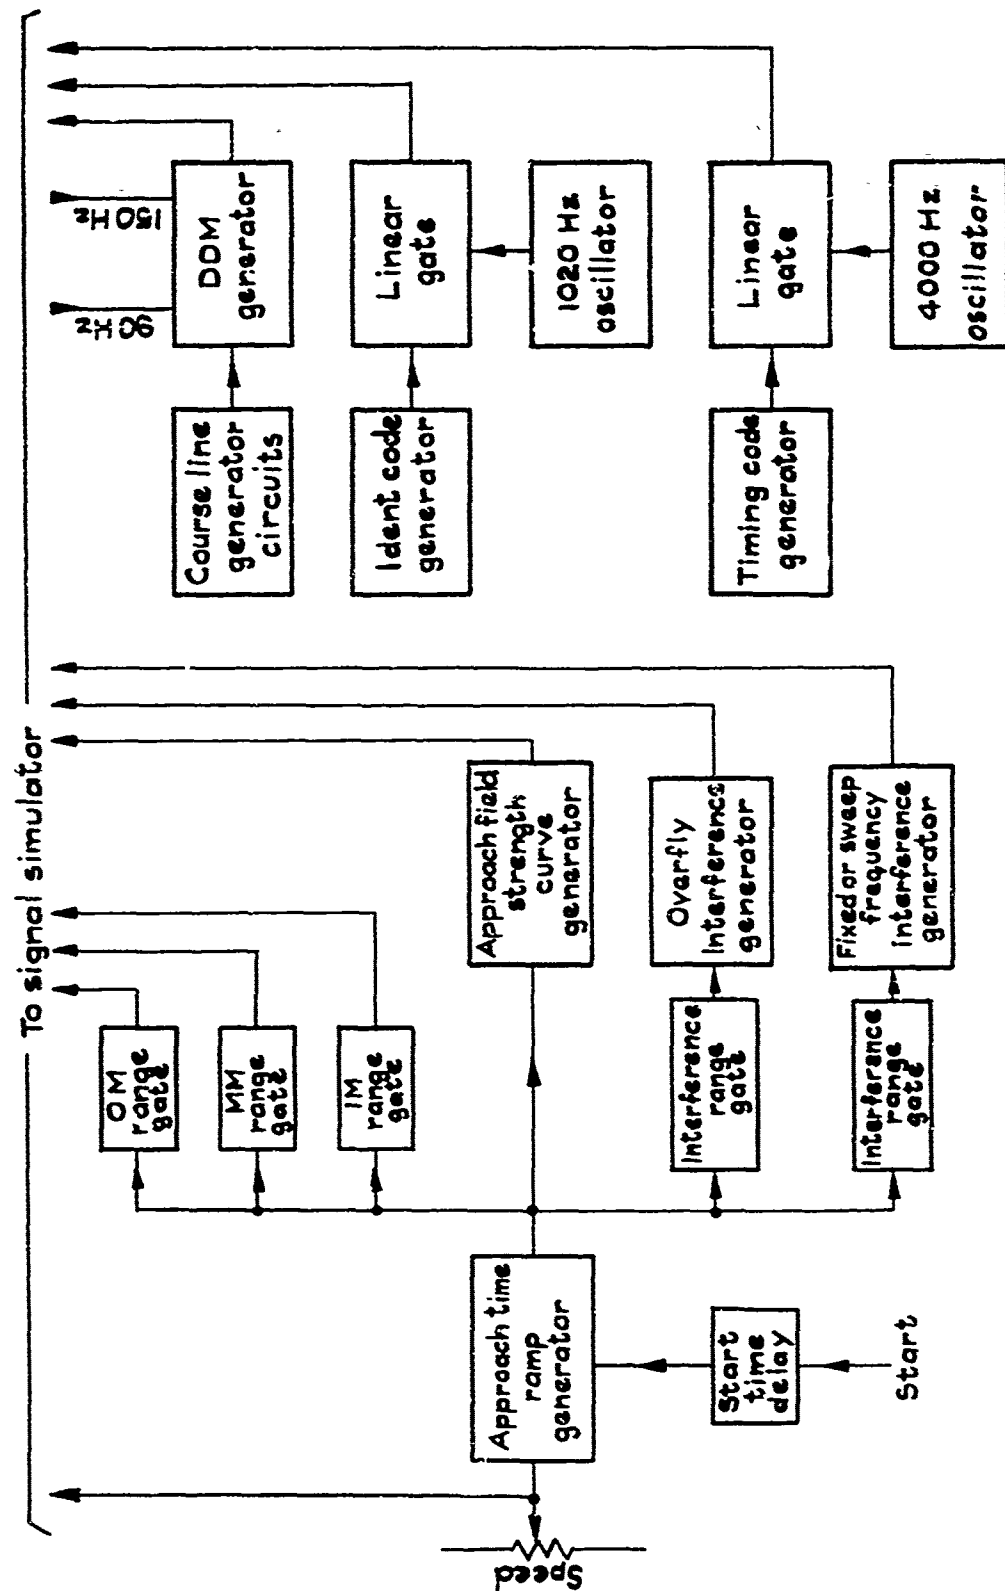 To signal simulator
Speed
Approach time
ramp
generator
Start
time
delay
Start
OM
range
gate
MM
range
gate
IM
range
gate
Approach field
strength
curve
generator
Interference
range
gate
Overfly
Interference
generator
Interference
range
gate
Fixed or sweep
frequency
interference
generator
Course line
generator
circuits
90 Hz
150 Hz
DDM
generator
Ident code
generator
Linear
gate
1020 Hz
oscillator
Timing code
generator
Linear
gate
4000 Hz
oscillator